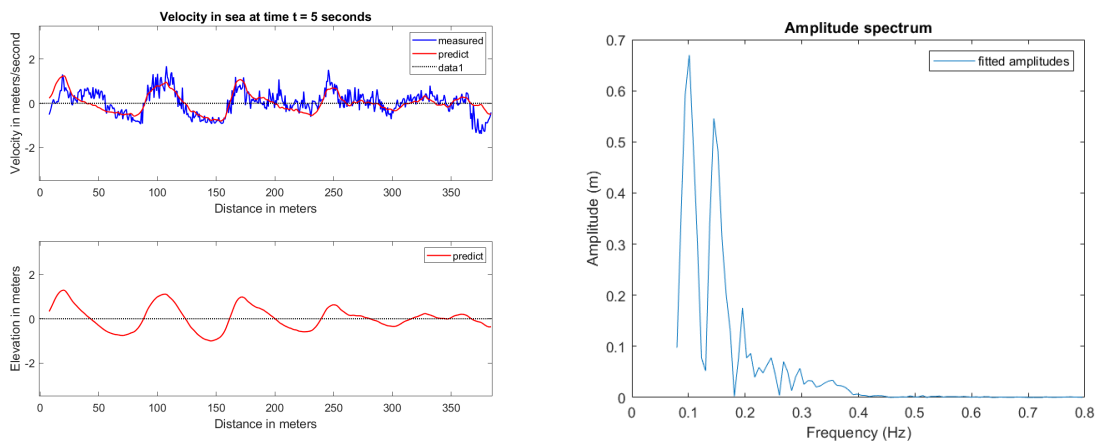 Velocity in sea at time t = 5 seconds
Velocity in meters/second
2
0
-2
measured
predict
data1
0 50 100 150 200 250 300 350
Distance in meters
Elevation in meters
2
0
-2
predict
0 50 100 150 200 250 300 350
Distance in meters
Amplitude spectrum
Amplitude (m)
0.7
0.6
0.5
0.4
0.3
0.2
0.1
0
fitted amplitudes
0 0.1 0.2 0.3 0.4 0.5 0.6 0.7 0.8
Frequency (Hz)